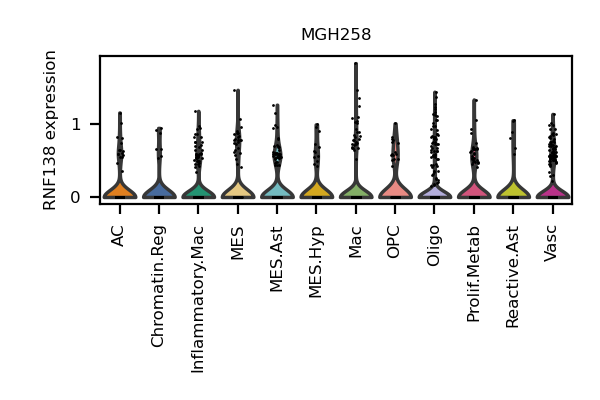 MGH258
RNF138 expression
1
0
AC
Chromatin.Reg
Inflammatory.Mac
MES
MES.Ast
MES.Hyp
Mac
OPC
Oligo
Prolif.Metab
Reactive.Ast
Vasc